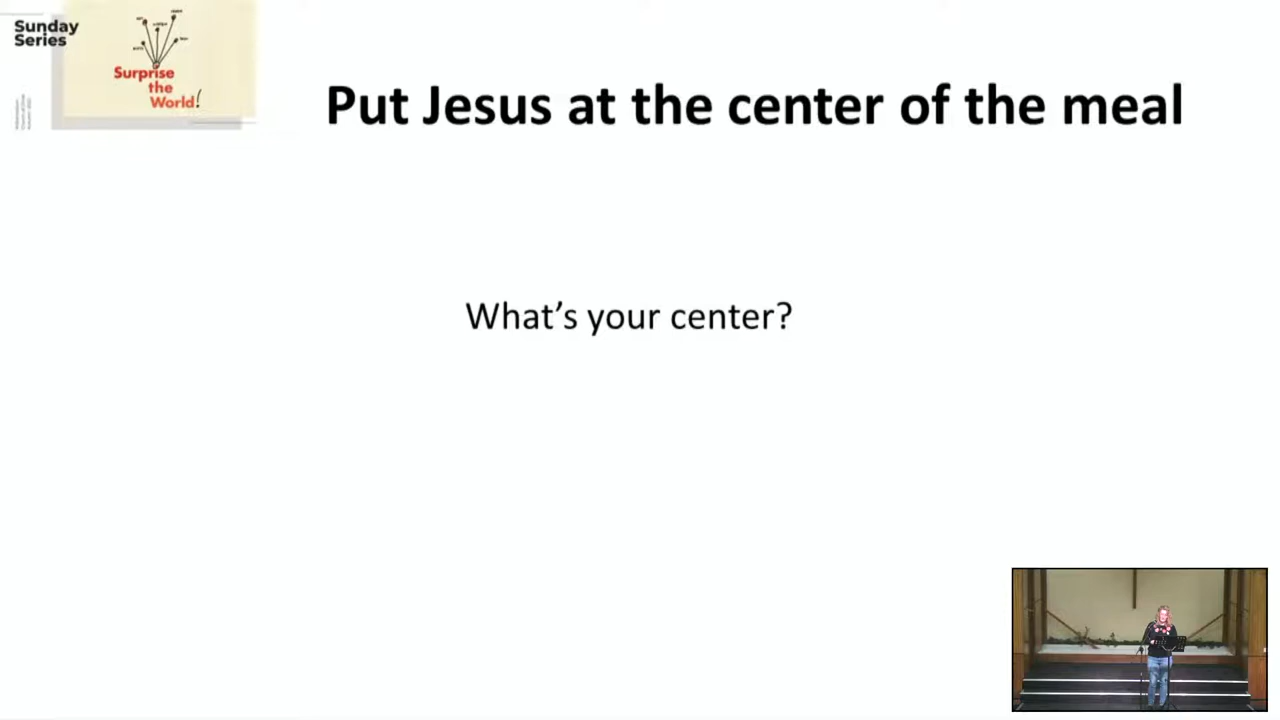 Sunday
Series
Surprise
the
World!
Put Jesus at the center of the meal
What’s your center?